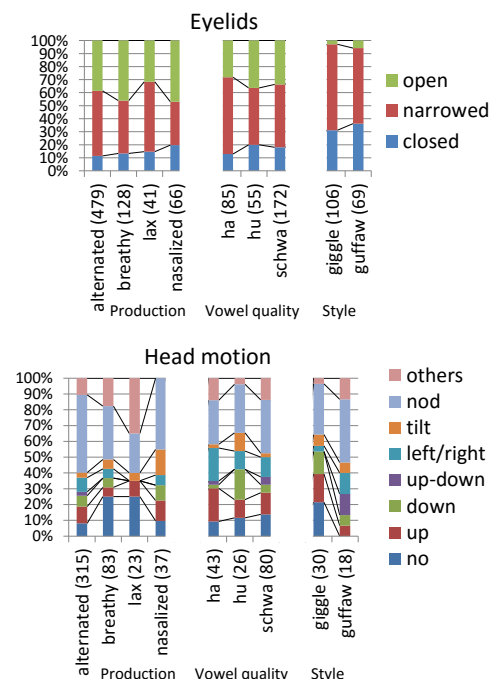 Eyelids
100%
90%
80%
70%
60%
50%
40%
30%
20%
10%
0%
open
narrowed
closed
alternated (479)
breathy (128)
lax (41)
nasalized (66)
ha (85)
hu (55)
schwa (172)
giggle (106)
guffaw (69)
Production Vowel quality Style
Head motion
100%
90%
80%
70%
60%
50%
40%
30%
20%
10%
0%
others
nod
tilt
left/right
up-down
down
up
no
alternated (315)
breathy (83)
lax (23)
nasalized (37)
ha (43)
hu (26)
schwa (80)
giggle (30)
guffaw (18)
Production Vowel quality Style